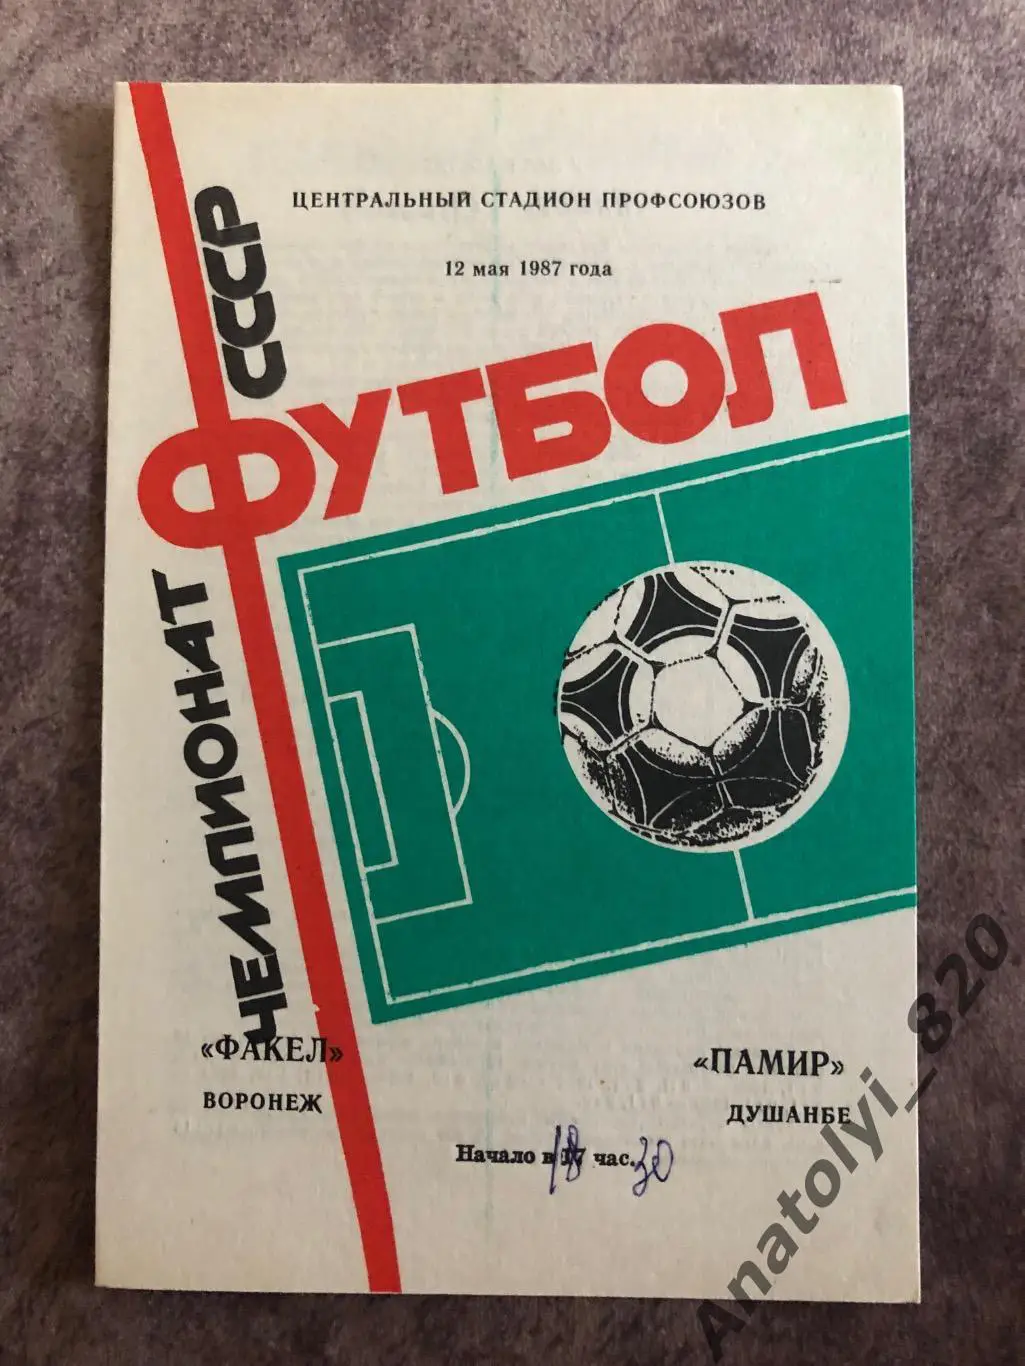 ЦЕНТРАЛЬНЫЙ СТАДИОН ПРОФСОЮЗОВ
12 мая 1987 года
ЧЕМПИОНАТ СССР
ФУТБОЛ
«ФАКЕЛ»
ВОРОНЕЖ
«ПАМИР»
ДУШАНБЕ
Начало в 18 час. 30
Anatolyi_820